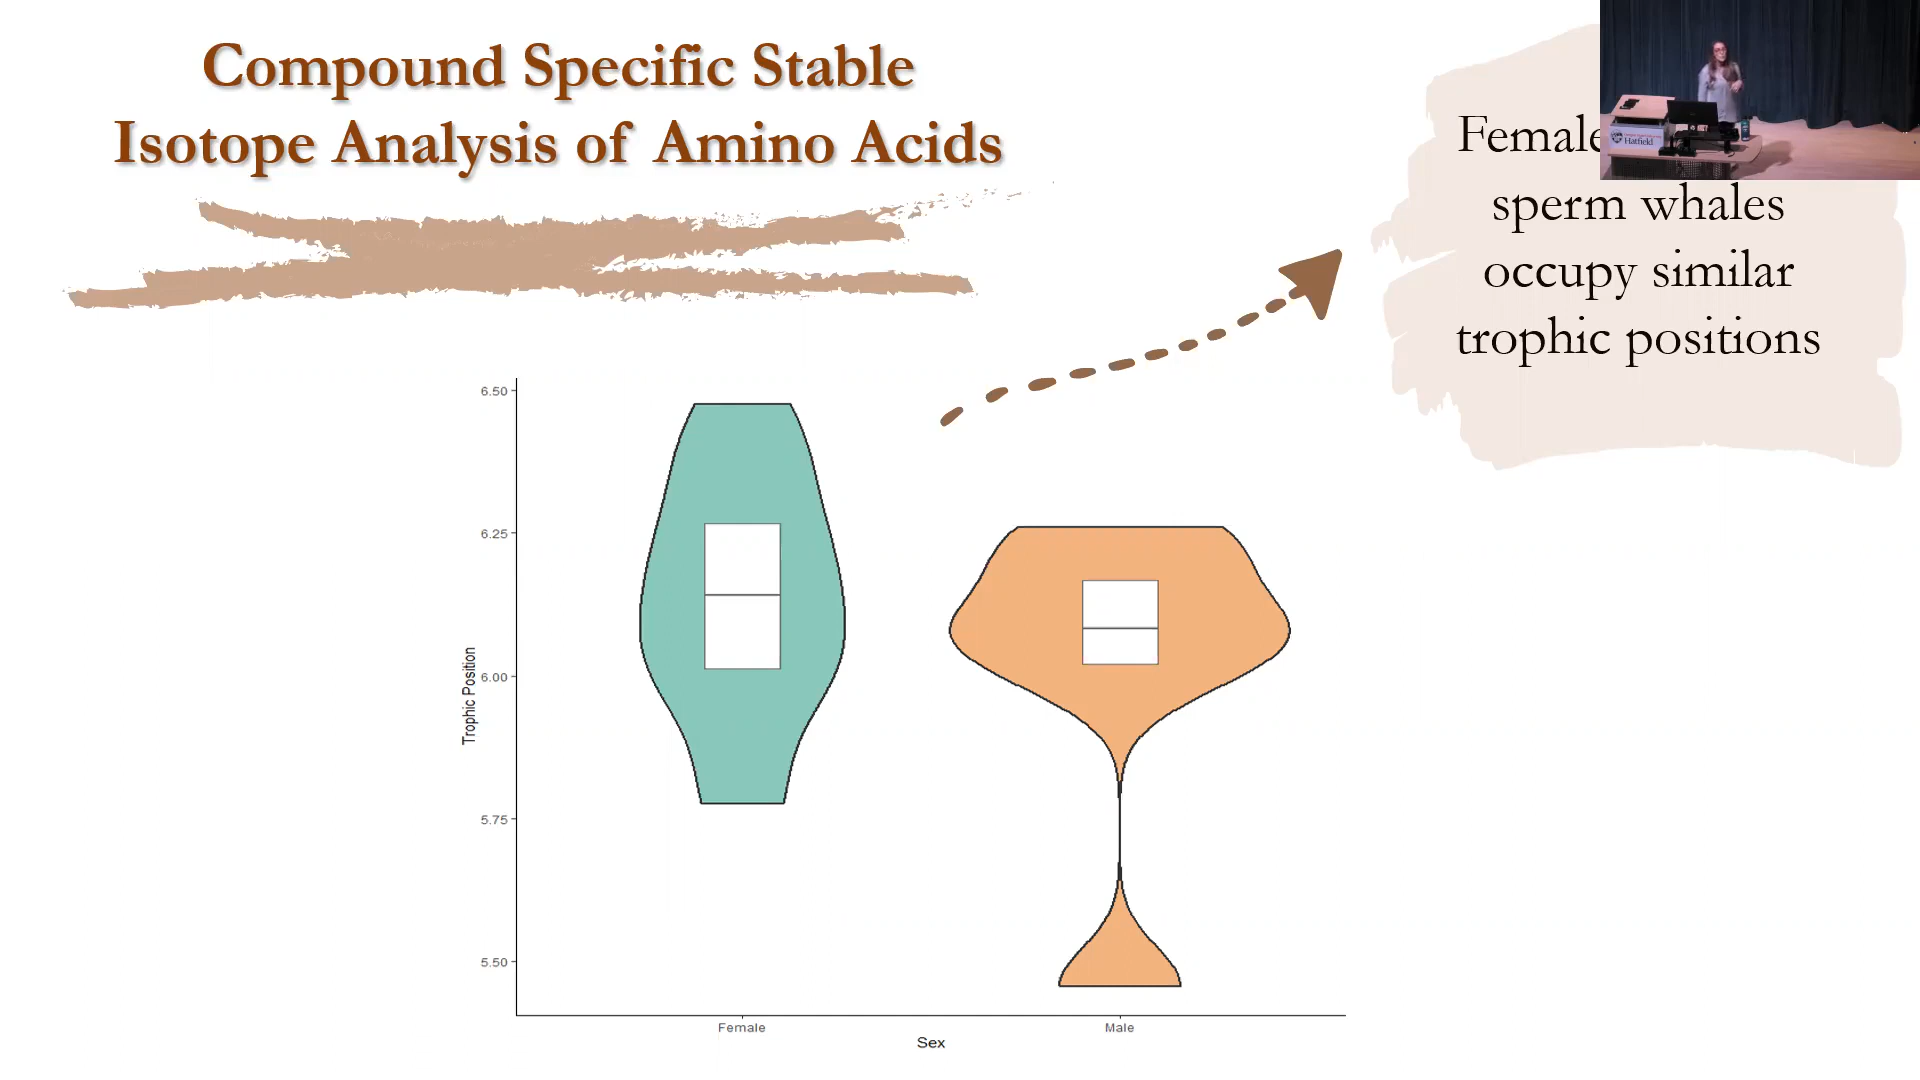 Compound Specific Stable
Isotope Analysis of Amino Acids
Female
sperm whales
occupy similar
trophic positions
Hatfield
6.50
6.25
6.00
5.75
5.50
Trophic Position
Female
Male
Sex